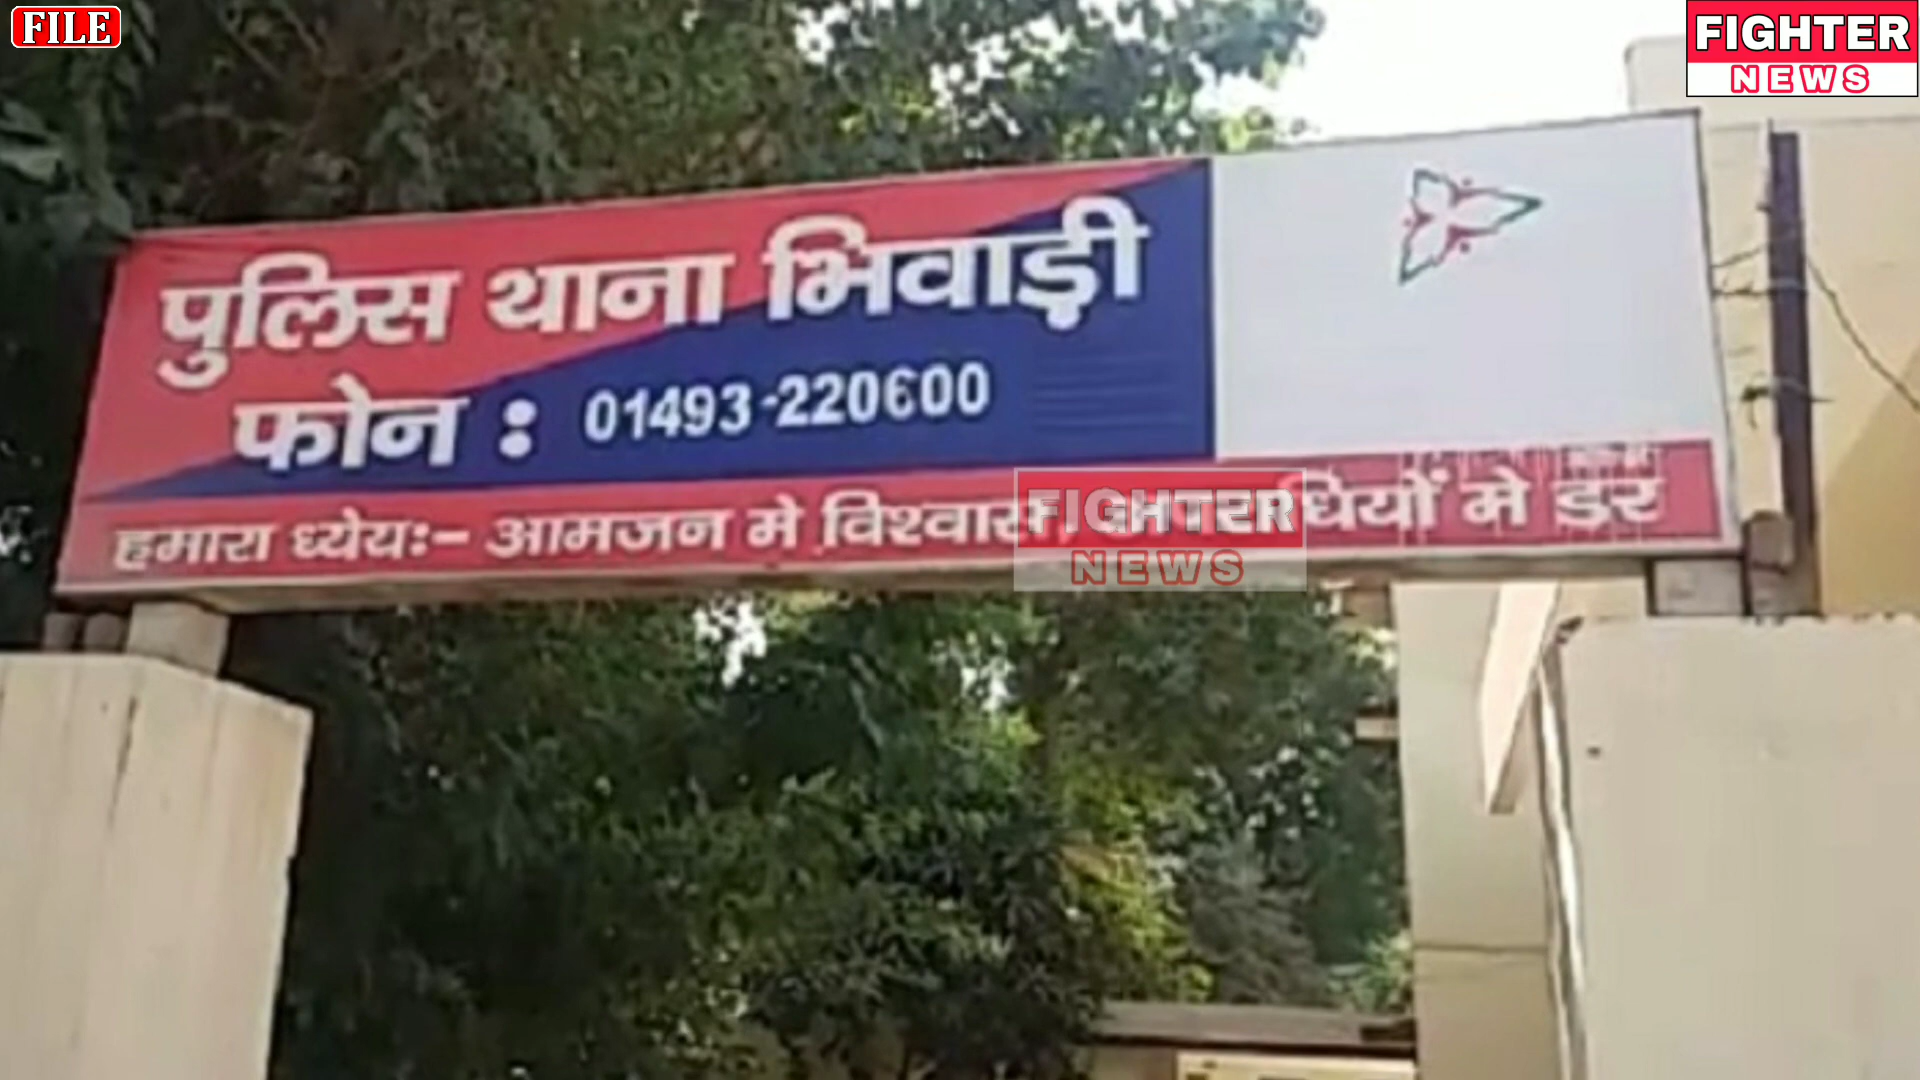 FILE
FIGHTER
NEWS
पुलिस थाना भिवाड़ी
फोन : 01493-220600
हमारा ध्येयः- आमजन मे विश्वास, में डर
FIGHTER
NEWS